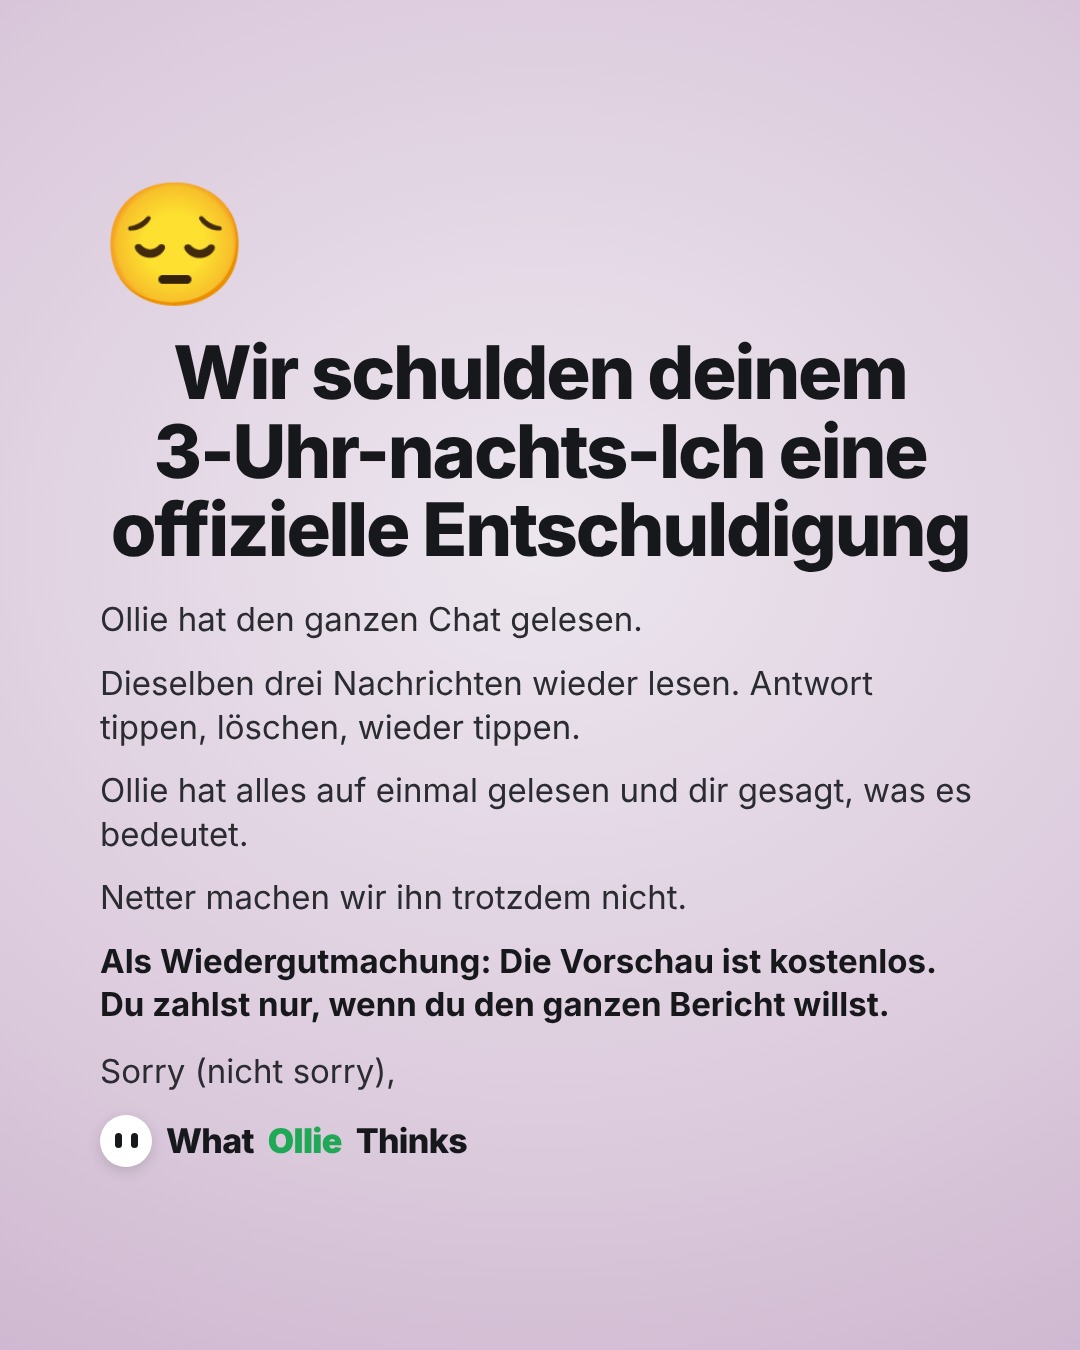 Wir schulden deinem
3-Uhr-nachts-Ich eine
offizielle Entschuldigung
Ollie hat den ganzen Chat gelesen.
Dieselben drei Nachrichten wieder lesen. Antwort
tippen, löschen, wieder tippen.
Ollie hat alles auf einmal gelesen und dir gesagt, was es
bedeutet.
Netter machen wir ihn trotzdem nicht.
Als Wiedergutmachung: Die Vorschau ist kostenlos.
Du zahlst nur, wenn du den ganzen Bericht willst.
Sorry (nicht sorry),
What Ollie Thinks